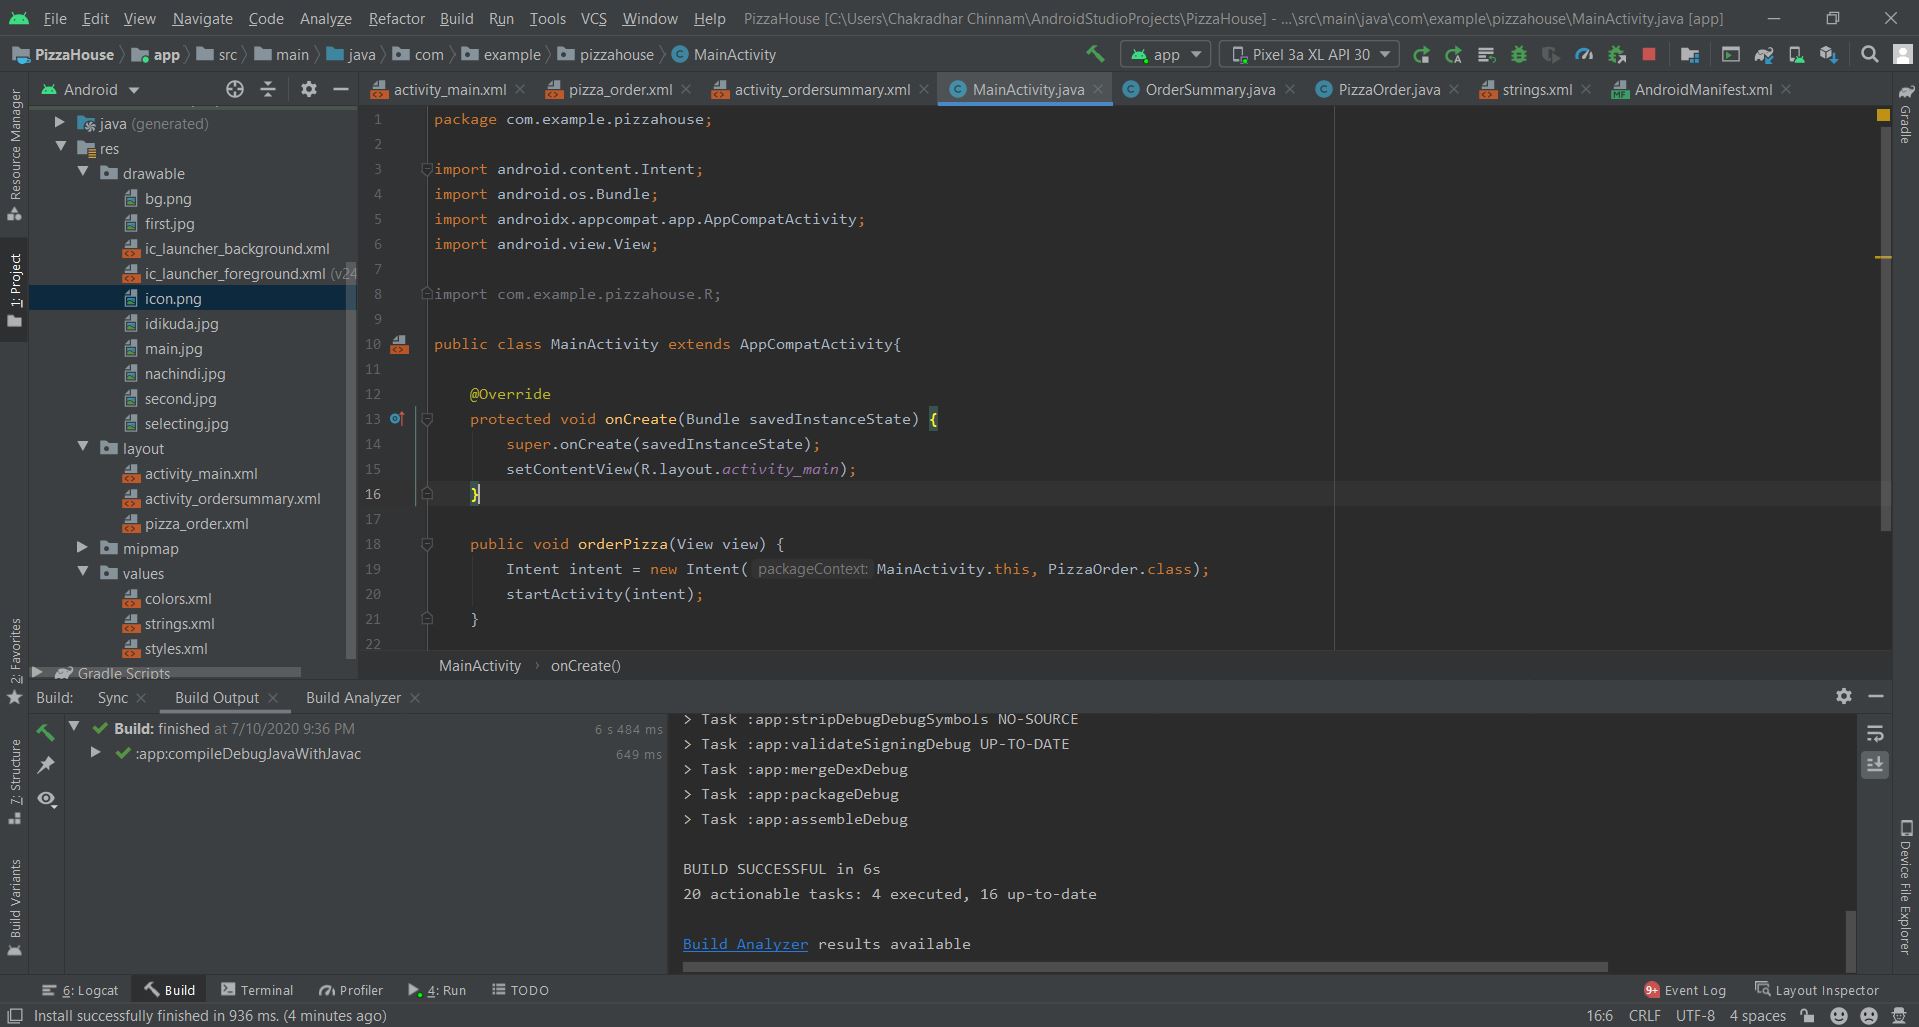 File Edit View Navigate Code Analyze Refactor Build Run Tools VCS Window Help PizzaHouse [C:\Users\Chakradhar Chinnam\AndroidStudioProjects\PizzaHouse] - ...\src\main\java\com\example\pizzahouse\MainActivity.java [app]
PizzaHouse app src main java com example pizzahouse MainActivity app Pixel 3a XL API 30
Android
activity_main.xml pizza_order.xml activity_ordersummary.xml MainActivity.java OrderSummary.java PizzaOrder.java strings.xml AndroidManifest.xml
Resource Manager
1: Project
2: Favorites
7: Structure
Build Variants
java (generated)
res
drawable
bg.png
first.jpg
ic_launcher_background.xml
ic_launcher_foreground.xml (v24
icon.png
idikuda.jpg
main.jpg
nachindi.jpg
second.jpg
selecting.jpg
layout
activity_main.xml
activity_ordersummary.xml
pizza_order.xml
mipmap
values
colors.xml
strings.xml
styles.xml
Gradle Scripts
1 package com.example.pizzahouse;
2
3 import android.content.Intent;
4 import android.os.Bundle;
5 import androidx.appcompat.app.AppCompatActivity;
6 import android.view.View;
7
8 import com.example.pizzahouse.R;
9
10 public class MainActivity extends AppCompatActivity{
11
12 @Override
13 protected void onCreate(Bundle savedInstanceState) {
14 super.onCreate(savedInstanceState);
15 setContentView(R.layout.activity_main);
16 }
17
18 public void orderPizza(View view) {
19 Intent intent = new Intent( packageContext: MainActivity.this, PizzaOrder.class);
20 startActivity(intent);
21 }
22
MainActivity › onCreate()
Gradle
Device File Explorer
Build: Sync Build Output Build Analyzer
Build: finished at 7/10/2020 9:36 PM 6 s 484 ms
:app:compileDebugJavaWithJavac 649 ms
> Task :app:stripDebugDebugSymbols NO-SOURCE
> Task :app:validateSigningDebug UP-TO-DATE
> Task :app:mergeDexDebug
> Task :app:packageDebug
> Task :app:assembleDebug
BUILD SUCCESSFUL in 6s
20 actionable tasks: 4 executed, 16 up-to-date
Build Analyzer results available
6: Logcat Build Terminal Profiler 4: Run TODO 9+ Event Log Layout Inspector
Install successfully finished in 936 ms. (4 minutes ago) 16:6 CRLF UTF-8 4 spaces